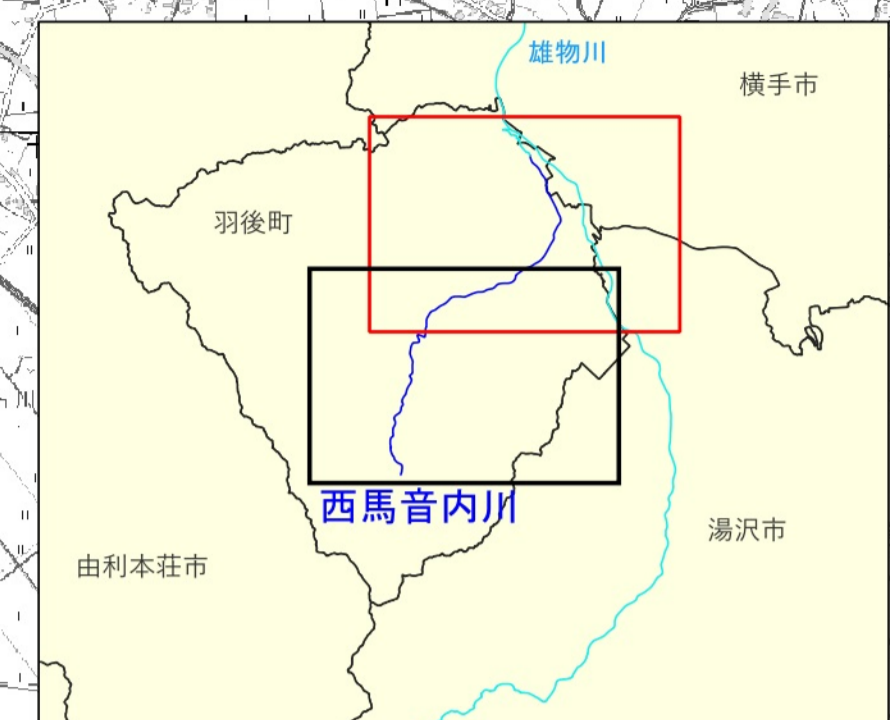 雄物川
横手市
羽後町
西馬音内川
湯沢市
由利本荘市